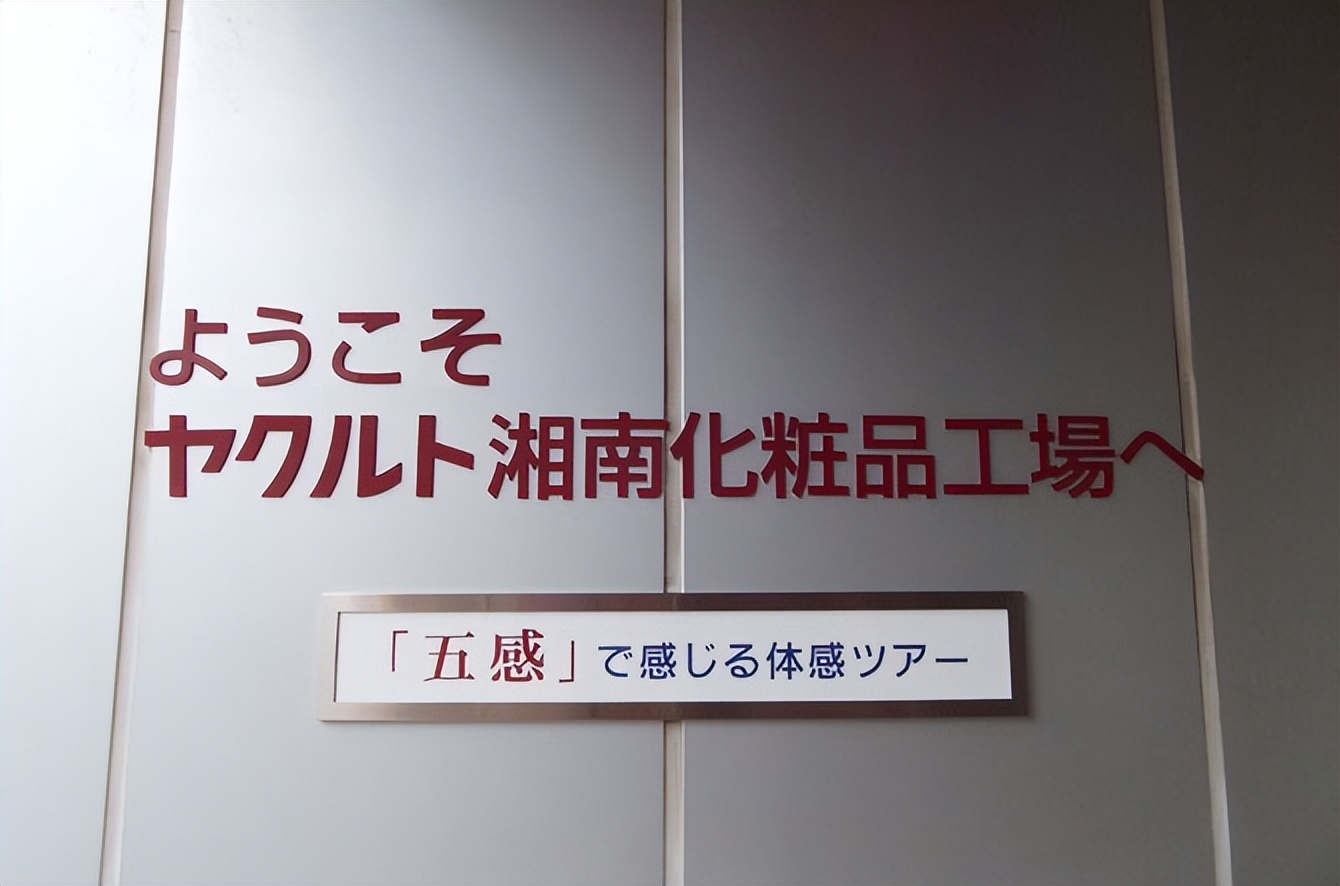 ようこそ
ヤクルト湘南化粧品工場へ
「五感」で感じる体感ツアー